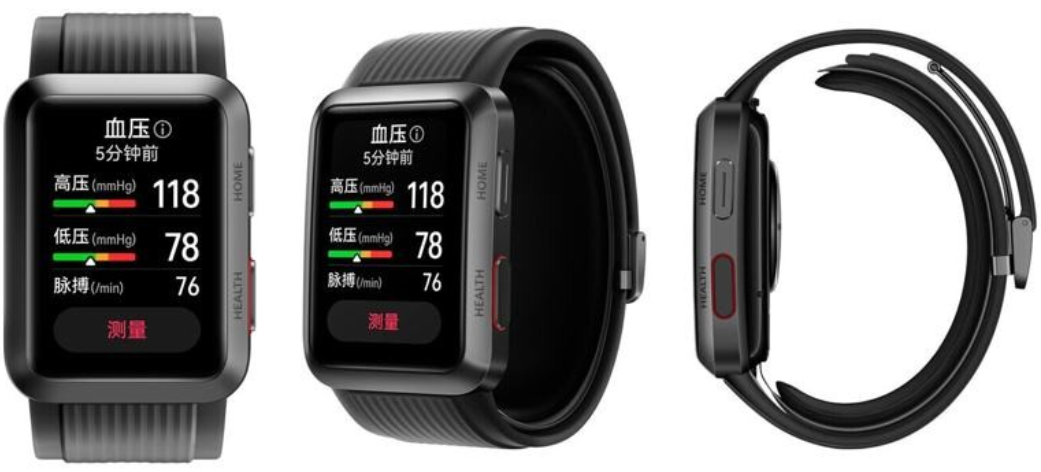 血压ⓘ
5分钟前
高压(mmHg) 118
低压(mmHg) 78
脉搏(/min) 76
测量
HOME
HEALTH
血压ⓘ
5分钟前
高压(mmHg) 118
低压(mmHg) 78
脉搏(/min) 76
测量
HOME
HEALTH
HOME
HEALTH